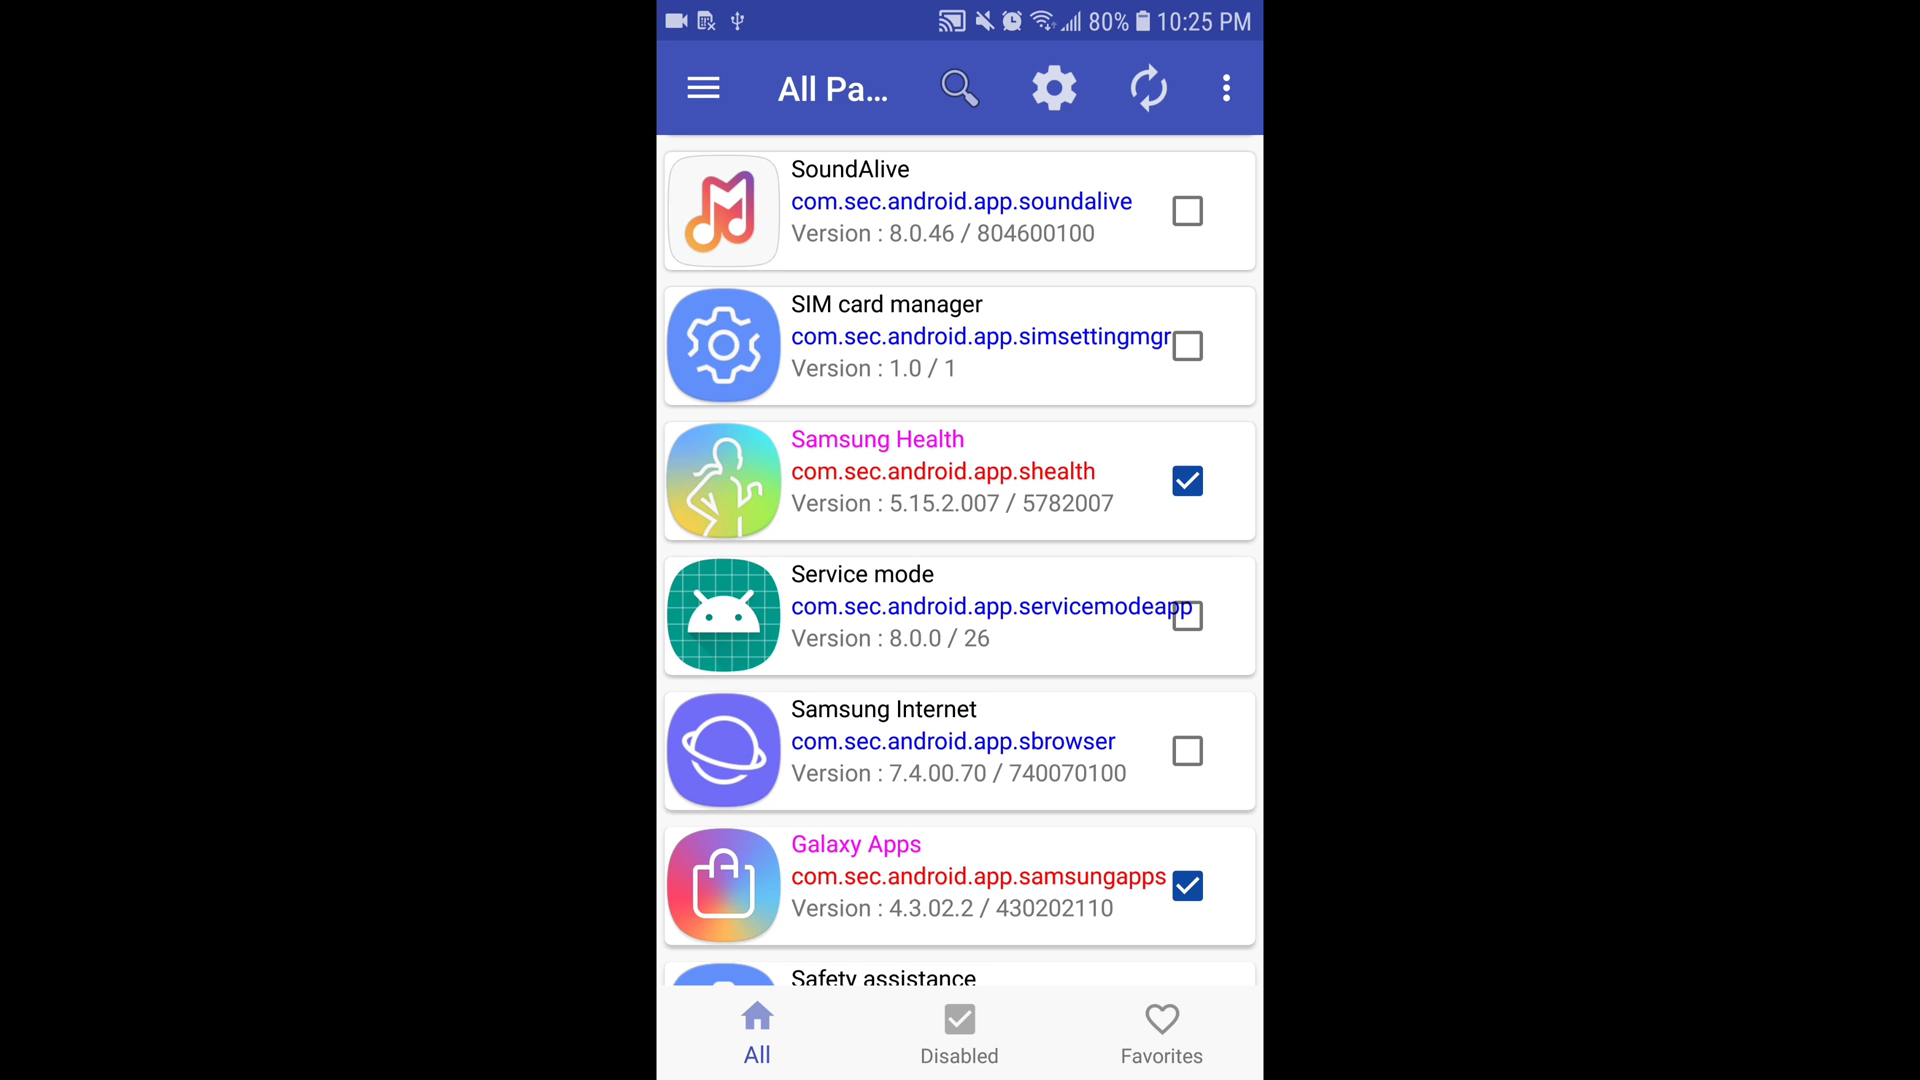 80% 10:25 PM
All Pa...
SoundAlive
com.sec.android.app.soundalive
Version : 8.0.46 / 804600100
SIM card manager
com.sec.android.app.simsettingmgr
Version : 1.0 / 1
Samsung Health
com.sec.android.app.shealth
Version : 5.15.2.007 / 5782007
Service mode
com.sec.android.app.servicemodeapp
Version : 8.0.0 / 26
Samsung Internet
com.sec.android.app.sbrowser
Version : 7.4.00.70 / 740070100
Galaxy Apps
com.sec.android.app.samsungapps
Version : 4.3.02.2 / 430202110
Safety assistance
All Disabled Favorites